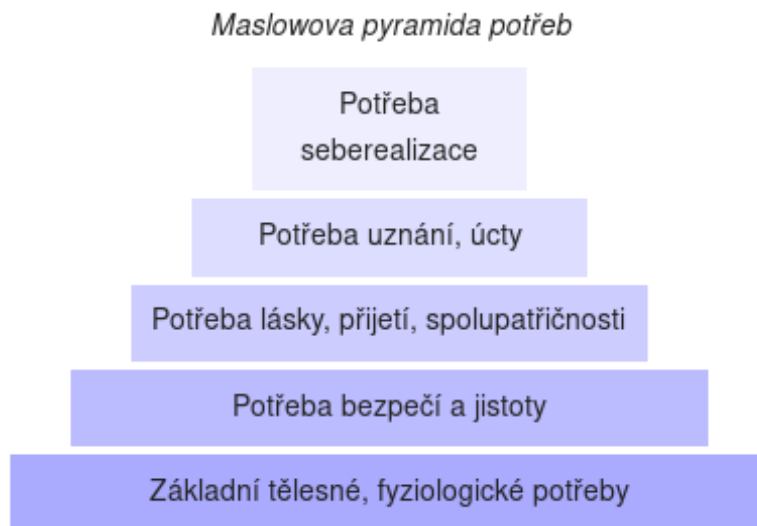 Maslowova pyramida potřeb
Potřeba
seberealizace
Potřeba uznání, úcty
Potřeba lásky, přijetí, spolupatřičnosti
Potřeba bezpečí a jistoty
Základní tělesné, fyziologické potřeby